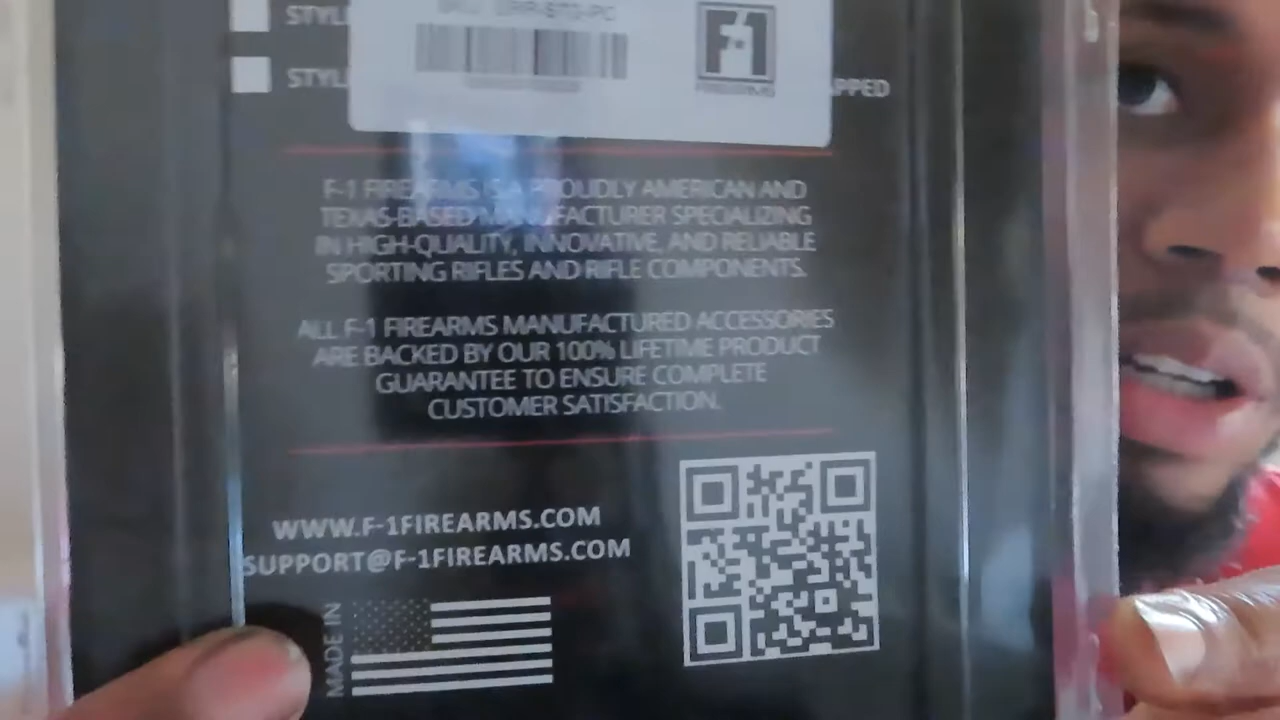 STYL
STYL
PPED
F-1 FIREARMS IS A PROUDLY AMERICAN AND
TEXAS-BASED MANUFACTURER SPECIALIZING
IN HIGH-QUALITY, INNOVATIVE, AND RELIABLE
SPORTING RIFLES AND RIFLE COMPONENTS.
ALL F-1 FIREARMS MANUFACTURED ACCESSORIES
ARE BACKED BY OUR 100% LIFETIME PRODUCT
GUARANTEE TO ENSURE COMPLETE
CUSTOMER SATISFACTION.
WWW.F-1FIREARMS.COM
SUPPORT@F-1FIREARMS.COM
MADE IN